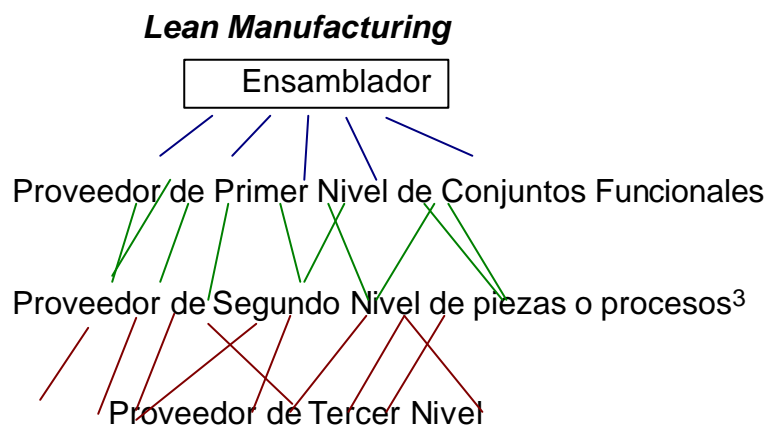 Lean Manufacturing
Ensamblador
Proveedor de Primer Nivel de Conjuntos Funcionales
Proveedor de Segundo Nivel de piezas o procesos³
Proveedor de Tercer Nivel